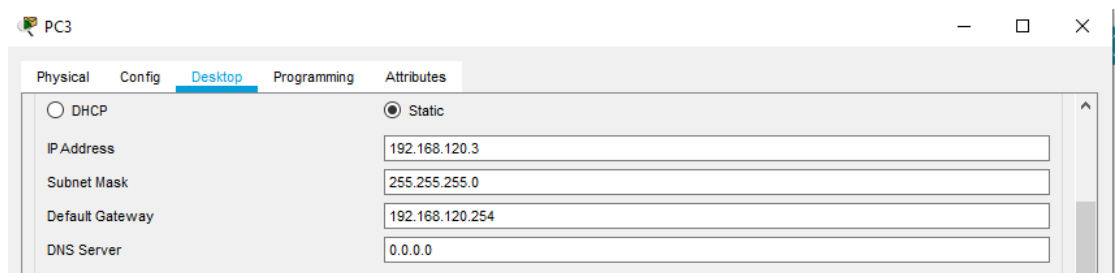 PC3
Physical Config Desktop Programming Attributes
DHCP Static
IP Address 192.168.120.3
Subnet Mask 255.255.255.0
Default Gateway 192.168.120.254
DNS Server 0.0.0.0